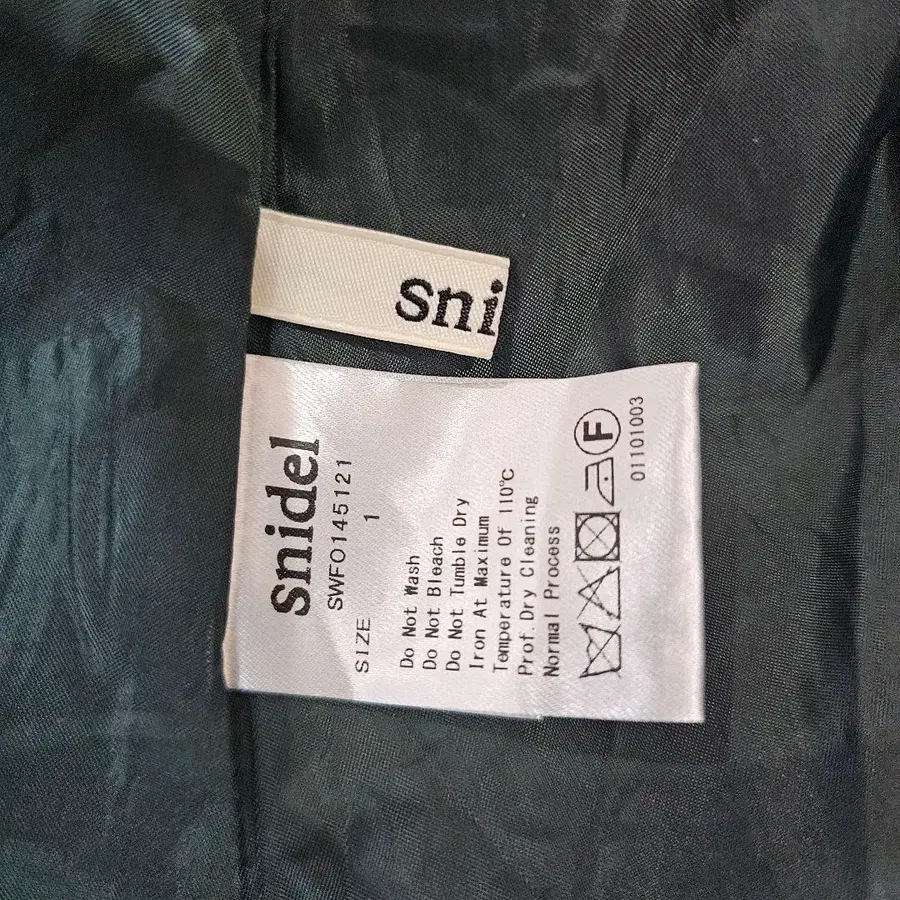 sni
snidel
SWFO145121
SIZE 1
Do Not Wash
Do Not Bleach
Do Not Tumble Dry
Iron At Maximum
Temperature Of 110℃
Prof. Dry Cleaning
Normal Process
F
01101003